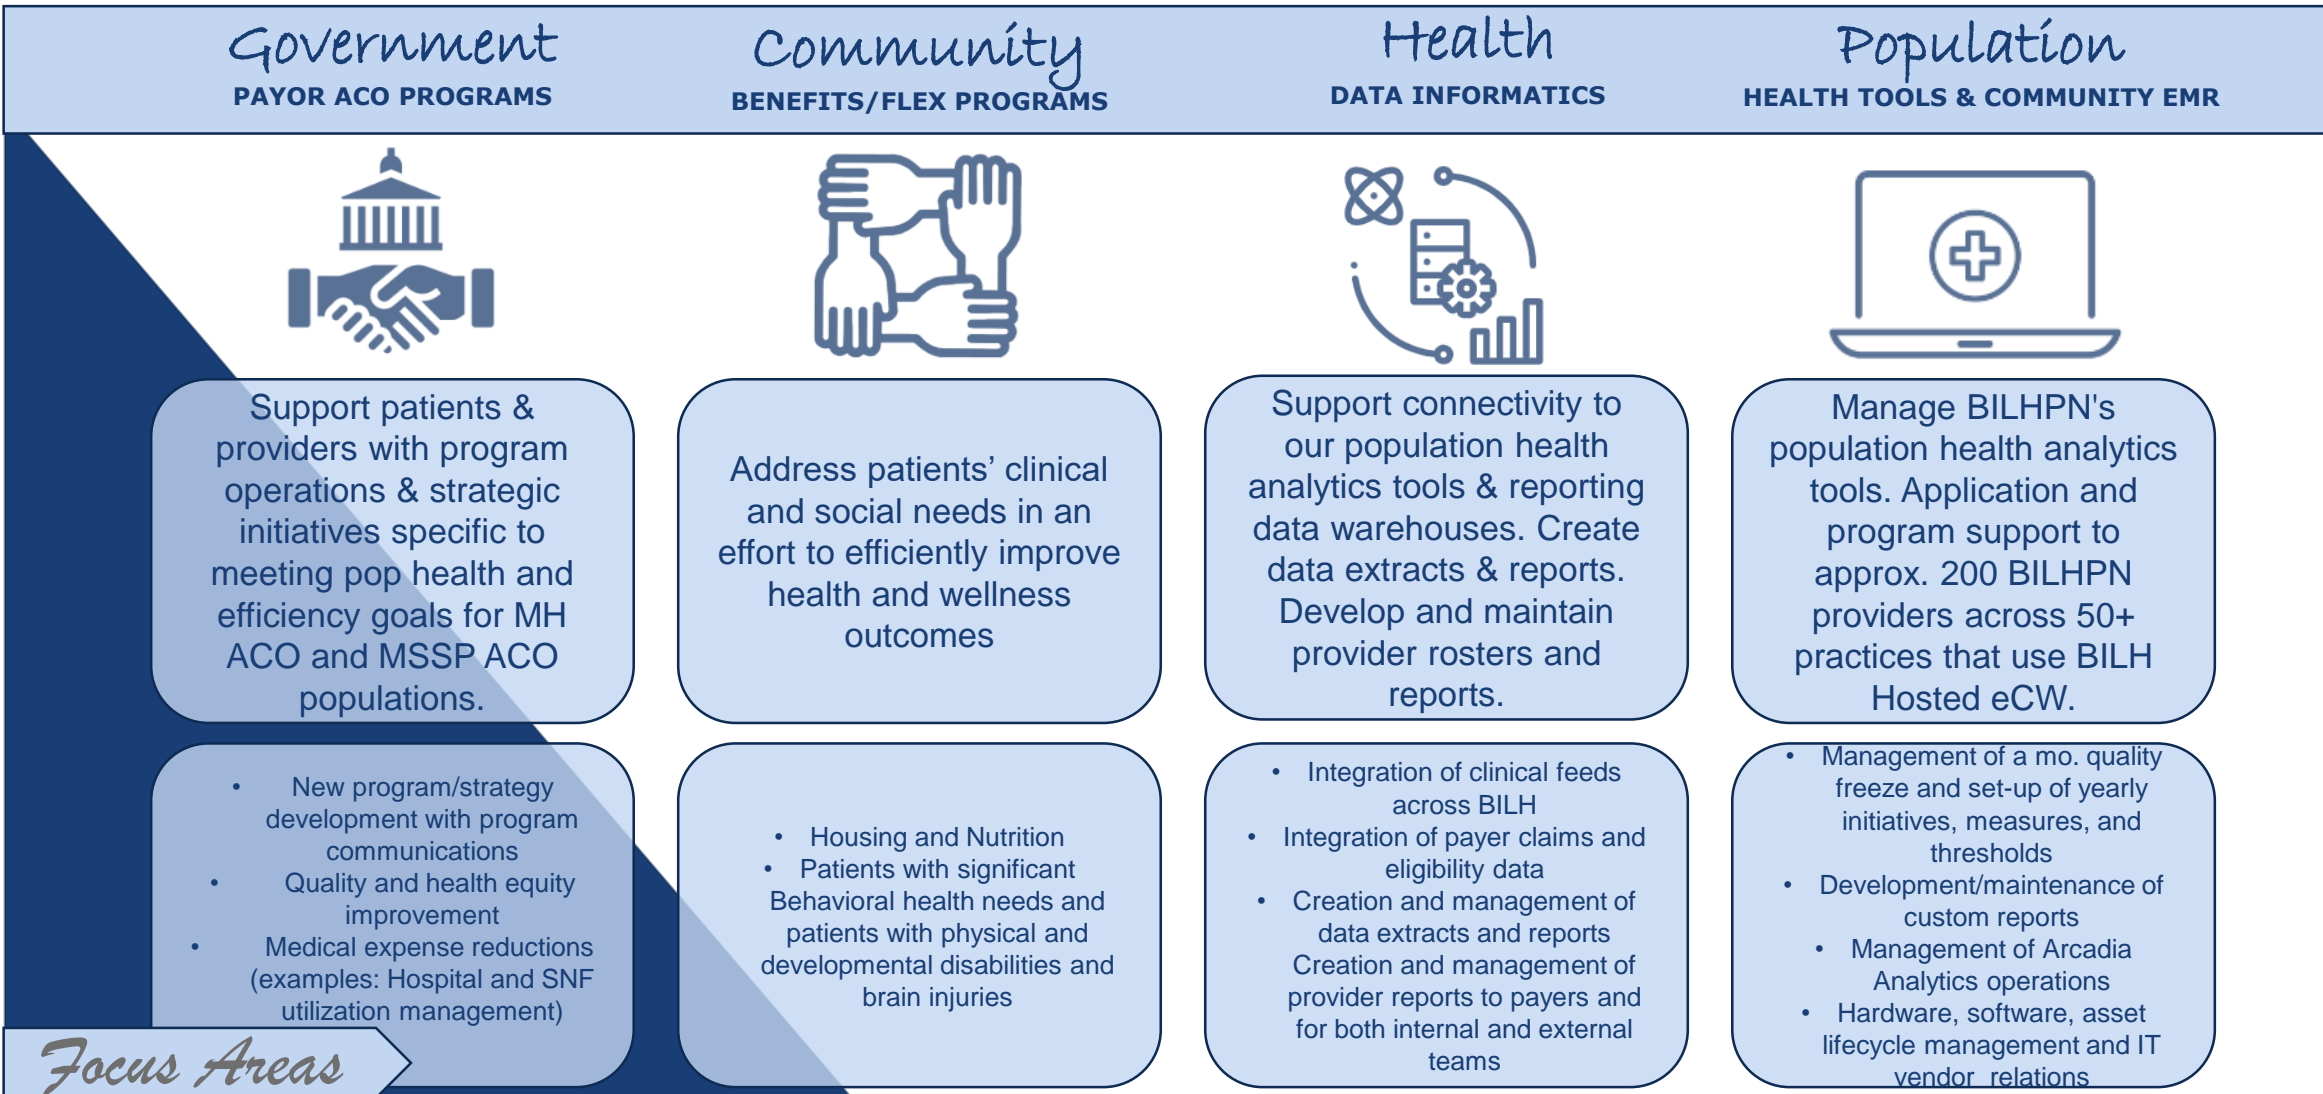 Government
PAYOR ACO PROGRAMS
Community
BENEFITS/FLEX PROGRAMS
Health
DATA INFORMATICS
Population
HEALTH TOOLS & COMMUNITY EMR
Support patients &
providers with program
operations & strategic
initiatives specific to
meeting pop health and
efficiency goals for MH
ACO and MSSP ACO
populations.
Address patients’ clinical
and social needs in an
effort to efficiently improve
health and wellness
outcomes
Support connectivity to
our population health
analytics tools & reporting
data warehouses. Create
data extracts & reports.
Develop and maintain
provider rosters and
reports.
Manage BILHPN's
population health analytics
tools. Application and
program support to
approx. 200 BILHPN
providers across 50+
practices that use BILH
Hosted eCW.
• New program/strategy
development with program
communications
• Quality and health equity
improvement
• Medical expense reductions
(examples: Hospital and SNF
utilization management)
• Housing and Nutrition
• Patients with significant
Behavioral health needs and
patients with physical and
developmental disabilities and
brain injuries
• Integration of clinical feeds
across BILH
• Integration of payer claims and
eligibility data
• Creation and management of
data extracts and reports
Creation and management of
provider reports to payers and
for both internal and external
teams
• Management of a mo. quality
freeze and set-up of yearly
initiatives, measures, and
thresholds
• Development/maintenance of
custom reports
• Management of Arcadia
Analytics operations
• Hardware, software, asset
lifecycle management and IT
vendor relations
Focus Areas